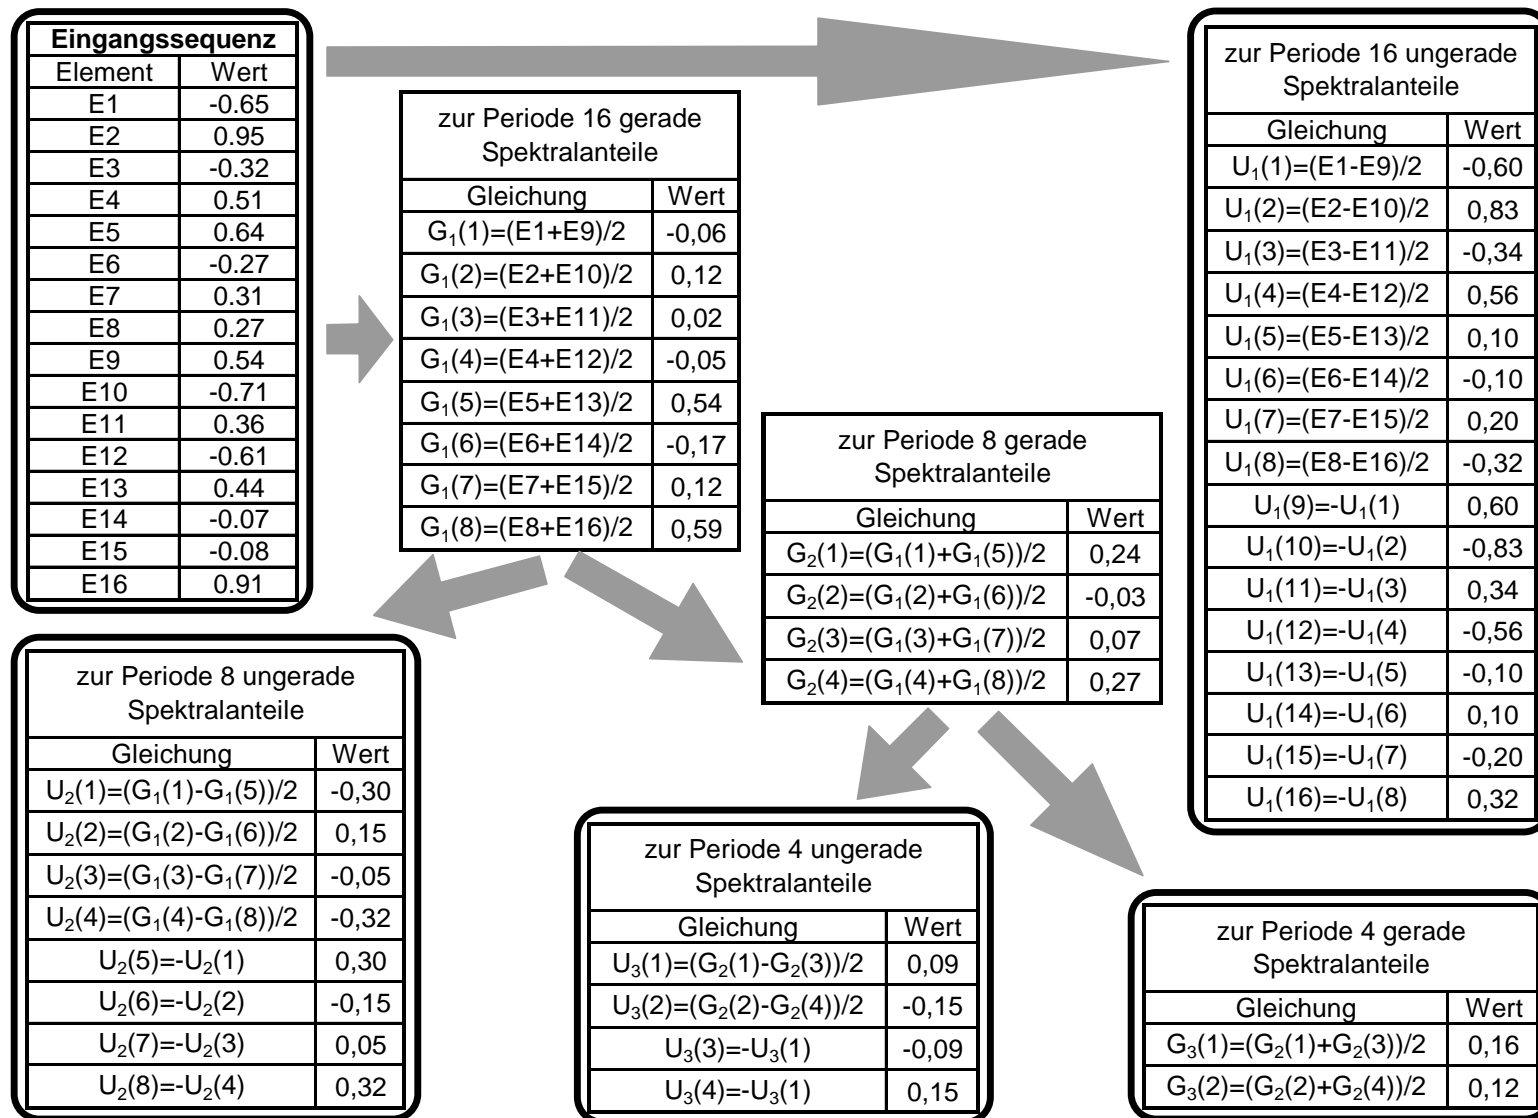 Eingangssequenz
Element Wert
E1 -0.65
E2 0.95
E3 -0.32
E4 0.51
E5 0.64
E6 -0.27
E7 0.31
E8 0.27
E9 0.54
E10 -0.71
E11 0.36
E12 -0.61
E13 0.44
E14 -0.07
E15 -0.08
E16 0.91
zur Periode 16 gerade
Spektralanteile
Gleichung Wert
G₁(1)=(E1+E9)/2 -0,06
G₁(2)=(E2+E10)/2 0,12
G₁(3)=(E3+E11)/2 0,02
G₁(4)=(E4+E12)/2 -0,05
G₁(5)=(E5+E13)/2 0,54
G₁(6)=(E6+E14)/2 -0,17
G₁(7)=(E7+E15)/2 0,12
G₁(8)=(E8+E16)/2 0,59
zur Periode 16 ungerade
Spektralanteile
Gleichung Wert
U₁(1)=(E1-E9)/2 -0,60
U₁(2)=(E2-E10)/2 0,83
U₁(3)=(E3-E11)/2 -0,34
U₁(4)=(E4-E12)/2 0,56
U₁(5)=(E5-E13)/2 0,10
U₁(6)=(E6-E14)/2 -0,10
U₁(7)=(E7-E15)/2 0,20
U₁(8)=(E8-E16)/2 -0,32
U₁(9)=-U₁(1) 0,60
U₁(10)=-U₁(2) -0,83
U₁(11)=-U₁(3) 0,34
U₁(12)=-U₁(4) -0,56
U₁(13)=-U₁(5) -0,10
U₁(14)=-U₁(6) 0,10
U₁(15)=-U₁(7) -0,20
U₁(16)=-U₁(8) 0,32
zur Periode 8 gerade
Spektralanteile
Gleichung Wert
G₂(1)=(G₁(1)+G₁(5))/2 0,24
G₂(2)=(G₁(2)+G₁(6))/2 -0,03
G₂(3)=(G₁(3)+G₁(7))/2 0,07
G₂(4)=(G₁(4)+G₁(8))/2 0,27
zur Periode 8 ungerade
Spektralanteile
Gleichung Wert
U₂(1)=(G₁(1)-G₁(5))/2 -0,30
U₂(2)=(G₁(2)-G₁(6))/2 0,15
U₂(3)=(G₁(3)-G₁(7))/2 -0,05
U₂(4)=(G₁(4)-G₁(8))/2 -0,32
U₂(5)=-U₂(1) 0,30
U₂(6)=-U₂(2) -0,15
U₂(7)=-U₂(3) 0,05
U₂(8)=-U₂(4) 0,32
zur Periode 4 ungerade
Spektralanteile
Gleichung Wert
U₃(1)=(G₂(1)-G₂(3))/2 0,09
U₃(2)=(G₂(2)-G₂(4))/2 -0,15
U₃(3)=-U₃(1) -0,09
U₃(4)=-U₃(1) 0,15
zur Periode 4 gerade
Spektralanteile
Gleichung Wert
G₃(1)=(G₂(1)+G₂(3))/2 0,16
G₃(2)=(G₂(2)+G₂(4))/2 0,12